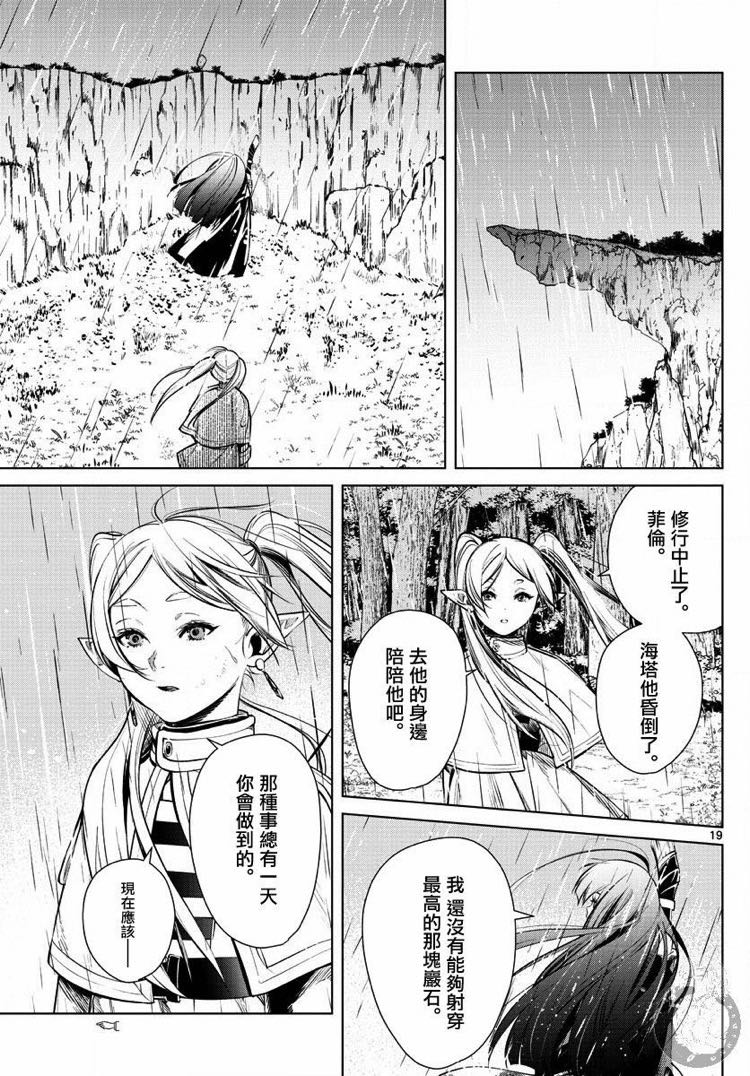 修行中止了。
菲倫。
海塔他昏倒了。
去他的身邊
陪陪他吧。
19
我還沒有能夠射穿
最高的那塊巖石。
那種事總有一天
你會做到的。
現在應該——